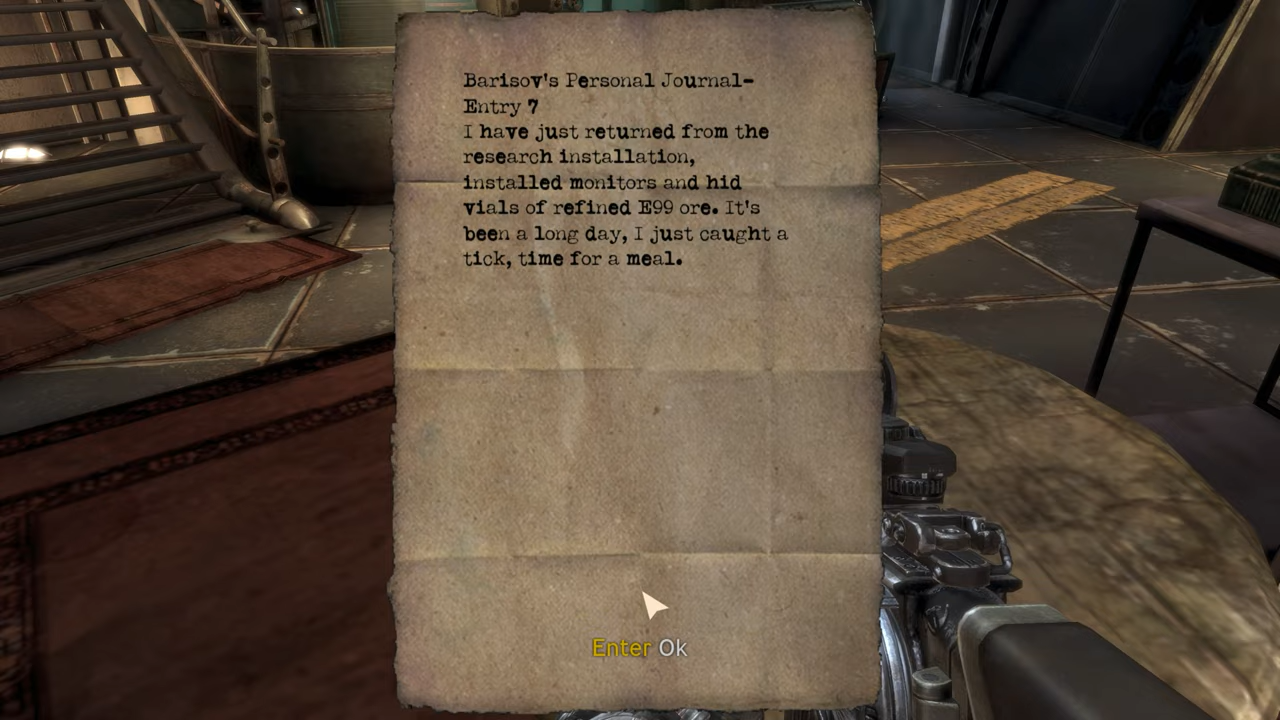 Barisov's Personal Journal-
Entry 7
I have just returned from the
research installation,
installed monitors and hid
vials of refined E99 ore. It's
been a long day, I just caught a
tick, time for a meal.
Enter Ok